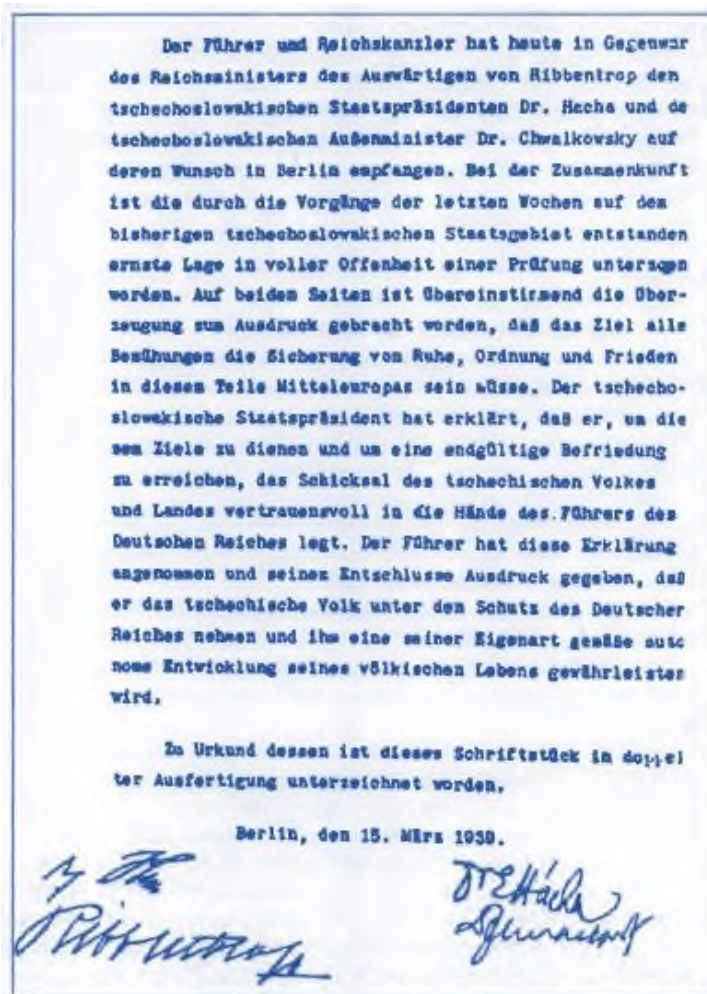 Der Führer und Reichskanzler hat heute in Gegenwar
des Reichsministers des Auswärtigen von Ribbentrop den
tschechoslowakischen Staatspräsidenten Dr. Hacha und de
tschechoslowakischen Außenminister Dr. Chwalkowsky auf
deren Wunsch in Berlin empfangen. Bei der Zusammenkunft
ist die durch die Vorgänge der letzten Wochen auf dem
bisherigen tschechoslowakischen Staatsgebiet entstanden
ernste Lage in voller Offenheit einer Prüfung unterzogen
worden. Auf beiden Seiten ist übereinstimmend die Über-
zeugung zum Ausdruck gebracht worden, daß das Ziel alle
Bemühungen die Sicherung von Ruhe, Ordnung und Frieden
in diesem Teile Mitteleuropas sein müsse. Der tschecho-
slowakische Staatspräsident hat erklärt, daß er, um die
sem Ziele zu dienen und um eine endgültige Befriedung
zu erreichen, das Schicksal des tschechischen Volkes
und Landes vertrauensvoll in die Hände des Führers des
Deutschen Reiches legt. Der Führer hat diese Erklärung
angenommen und seinem Entschlusse Ausdruck gegeben, daß
er das tschechische Volk unter den Schutz des Deutschen
Reiches nehmen und ihm eine seiner Eigenart gemäße auto
nome Entwicklung seines völkischen Lebens gewährleisten
wird.
Zu Urkund dessen ist dieses Schriftstück in doppel
ter Ausfertigung unterzeichnet worden.
Berlin, den 15. März 1939.
Dr E Hácha
Ribbentrop